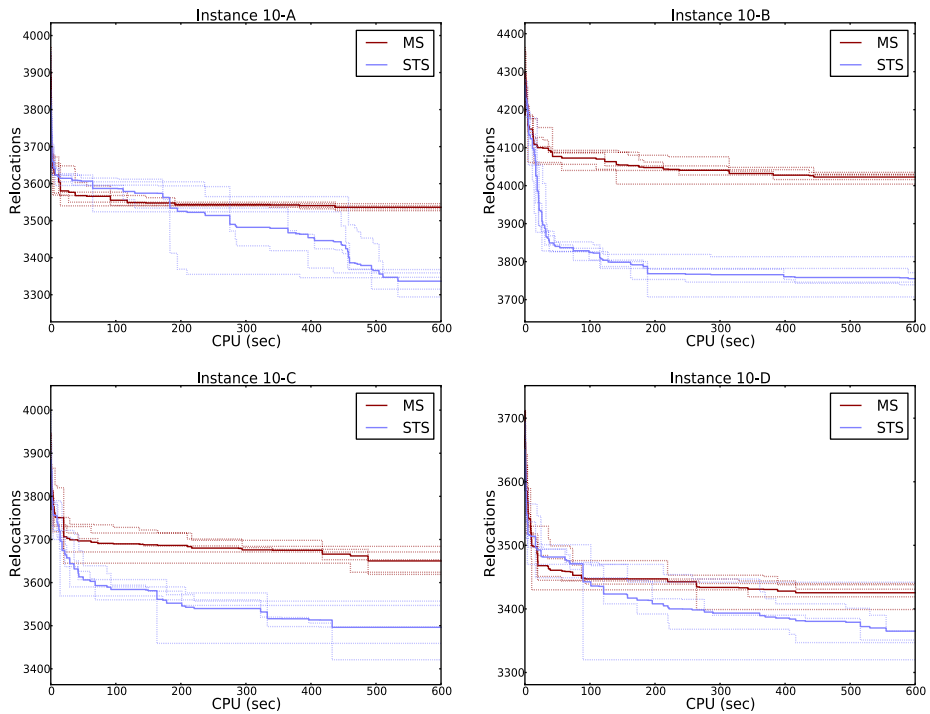 Instance 10-A
Relocations
4000
3900
3800
3700
3600
3500
3400
3300
MS
STS
0 100 200 300 400 500 600
CPU (sec)
Instance 10-B
Relocations
4400
4300
4200
4100
4000
3900
3800
3700
MS
STS
0 100 200 300 400 500 600
CPU (sec)
Instance 10-C
Relocations
4000
3900
3800
3700
3600
3500
3400
MS
STS
0 100 200 300 400 500 600
CPU (sec)
Instance 10-D
Relocations
3700
3600
3500
3400
3300
MS
STS
0 100 200 300 400 500 600
CPU (sec)